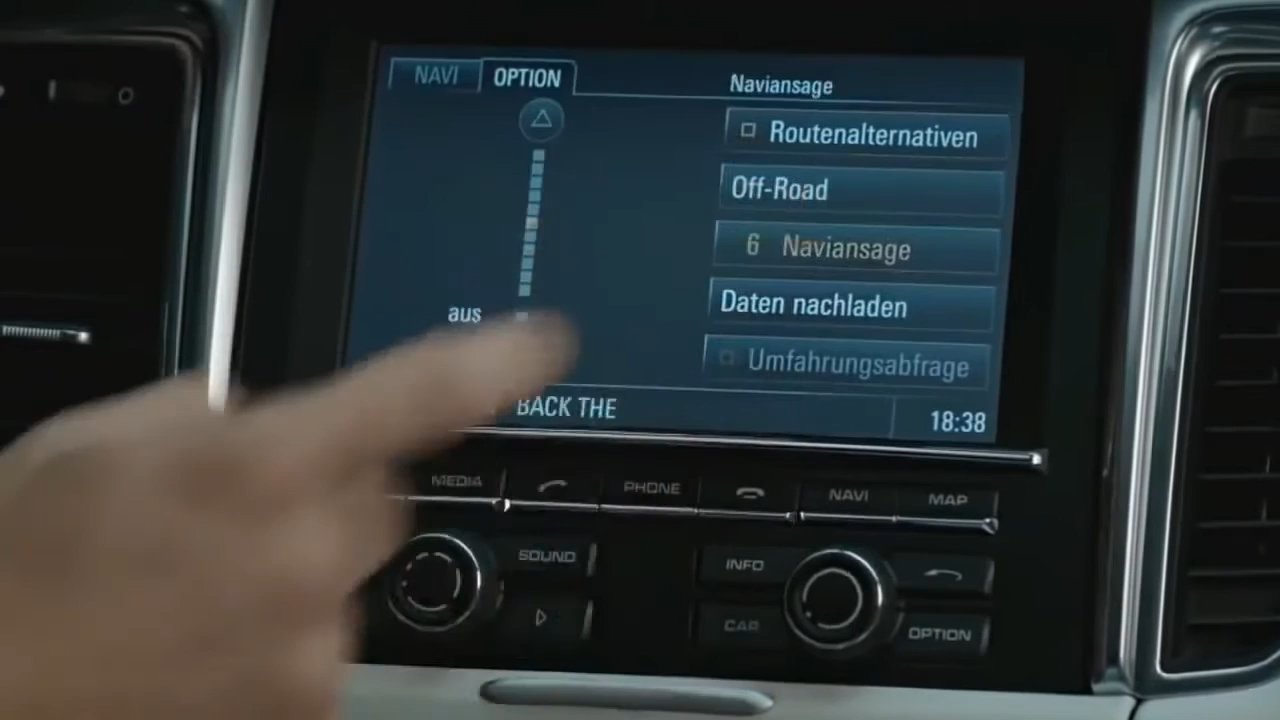 NAVI OPTION
Naviansage
Routenalternativen
Off-Road
6 Naviansage
Daten nachladen
aus
Umfahrungsabfrage
BACK THE
18:38
MEDIA PHONE NAVI MAP
SOUND INFO
CAR OPTION